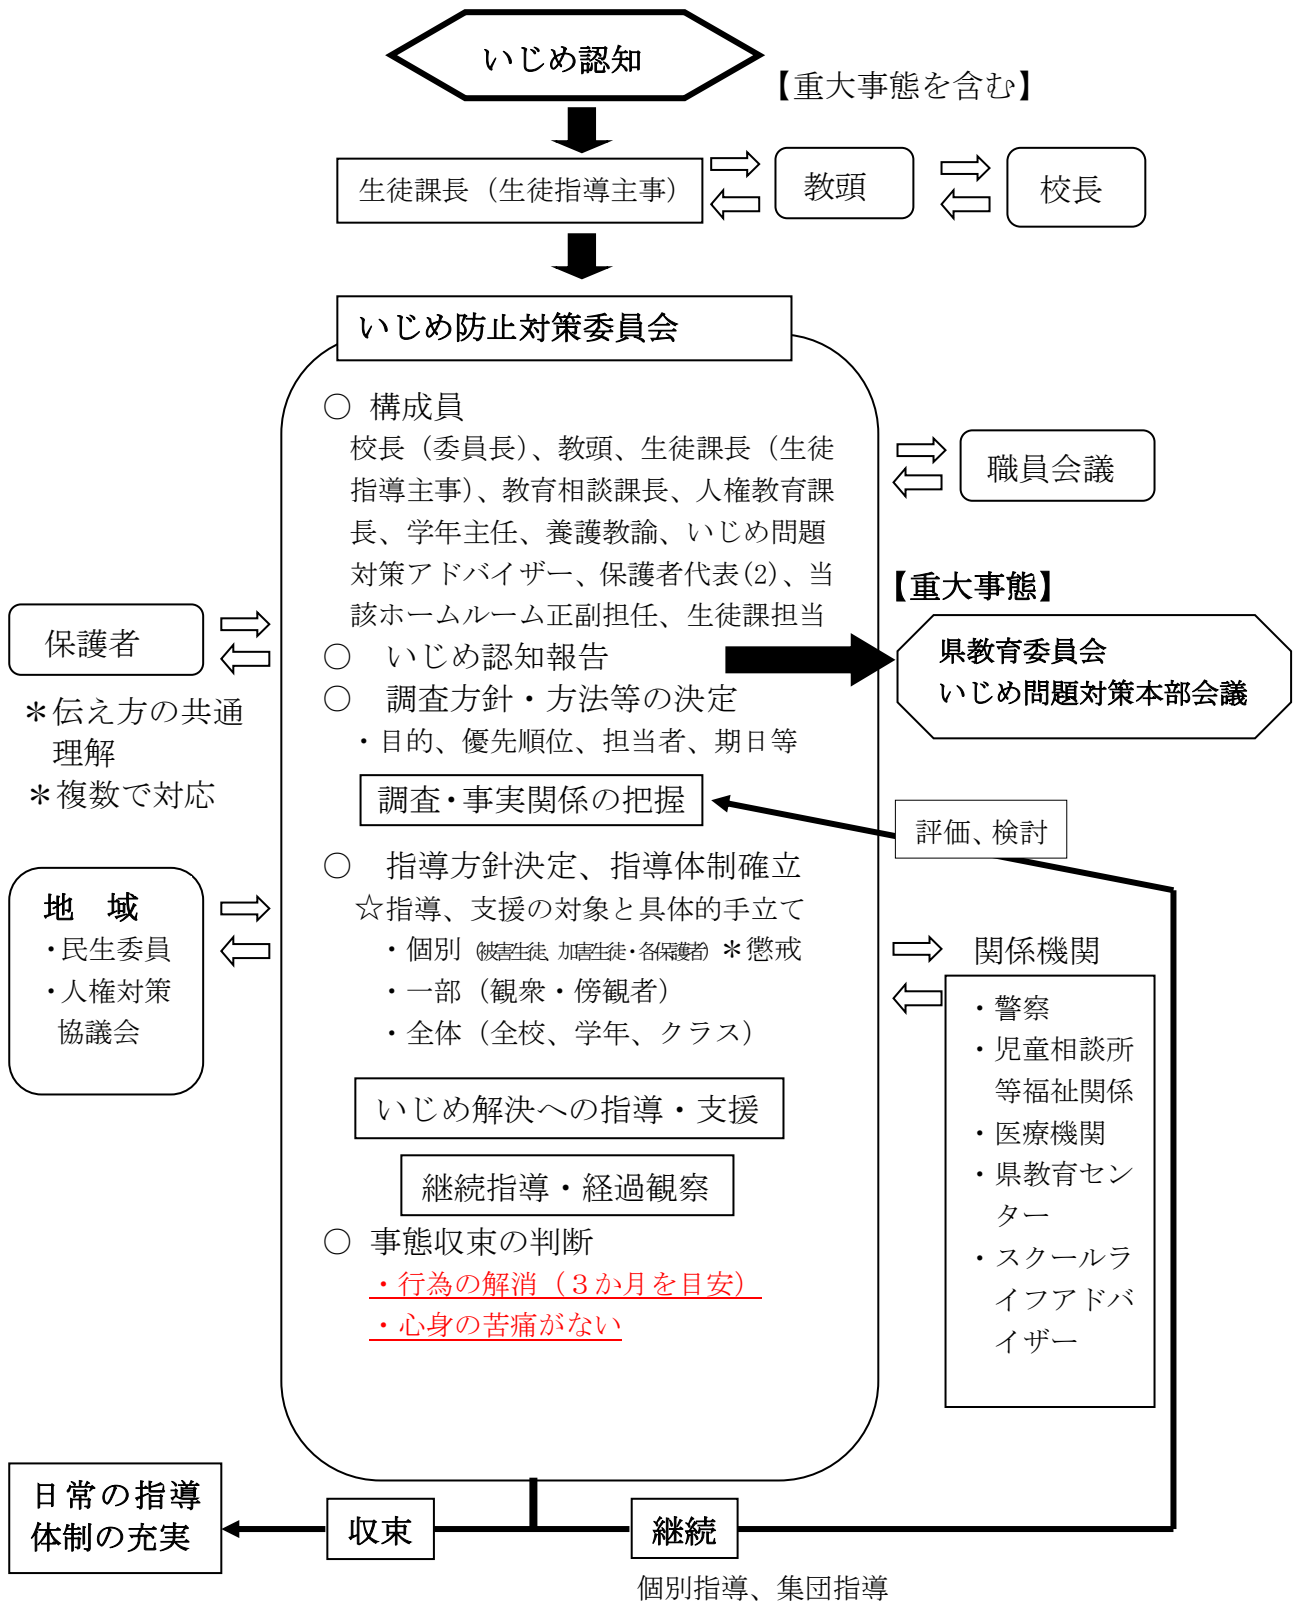 いじめ認知
【重大事態を含む】
生徒課長（生徒指導主事）
教頭
校長
いじめ防止対策委員会
○ 構成員
校長（委員長）、教頭、生徒課長（生徒
指導主事）、教育相談課長、人権教育課
長、学年主任、養護教諭、いじめ問題
対策アドバイザー、保護者代表(2)、当
該ホームルーム正副担任、生徒課担当
○　いじめ認知報告
○　調査方針・方法等の決定
・目的、優先順位、担当者、期日等
調査・事実関係の把握
○　指導方針決定、指導体制確立
☆指導、支援の対象と具体的手立て
・個別（被害生徒、加害生徒・各保護者）＊懲戒
・一部（観衆・傍観者）
・全体（全校、学年、クラス）
いじめ解決への指導・支援
継続指導・経過観察
○ 事態収束の判断
・行為の解消（３か月を目安）
・心身の苦痛がない
職員会議
【重大事態】
県教育委員会
いじめ問題対策本部会議
保護者
＊伝え方の共通
理解
＊複数で対応
評価、検討
地　域
・民生委員
・人権対策
協議会
関係機関
・警察
・児童相談所
等福祉関係
・医療機関
・県教育セン
ター
・スクールラ
イフアドバ
イザー
日常の指導
体制の充実
収束
継続
個別指導、集団指導